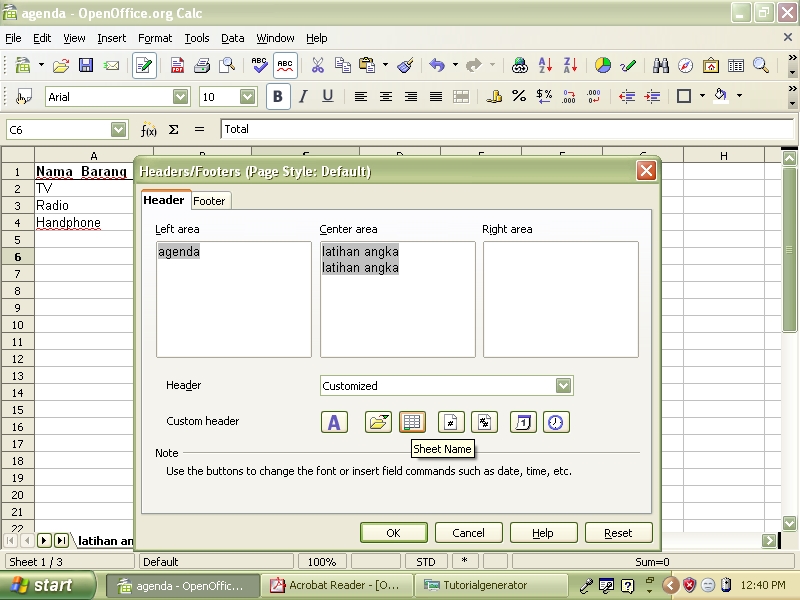 agenda - OpenOffice.org Calc
File Edit View Insert Format Tools Data Window Help
ABC ABC
Arial 10 B I U
C6 f(x) Σ = Total
A H
1 Nama Barang
2 TV
3 Radio
4 Handphone
5
6
7
8
9
10
11
12
13
14
15
16
17
18
19
20
21
22
Headers/Footers (Page Style: Default)
Header Footer
Left area Center area Right area
agenda latihan angka
latihan angka
Header Customized
Custom header
Sheet Name
Note
Use the buttons to change the font or insert field commands such as date, time, etc.
OK Cancel Help Reset
latihan an
Sheet 1 / 3 Default 100% STD * Sum=0
start agenda - OpenOffic... Acrobat Reader - [O... Tutorialgenerator 12:40 PM